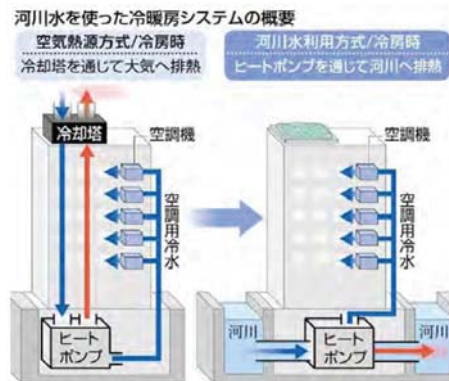 河川水を使った冷暖房システムの概要
空気熱源方式/冷房時
冷却塔を通じて大気へ排熱
河川水利用方式/冷房時
ヒートポンプを通じて河川へ排熱
冷却塔
空調機
空調用冷水
ヒート
ポンプ
空調機
空調用冷水
河川
ヒート
ポンプ
河川